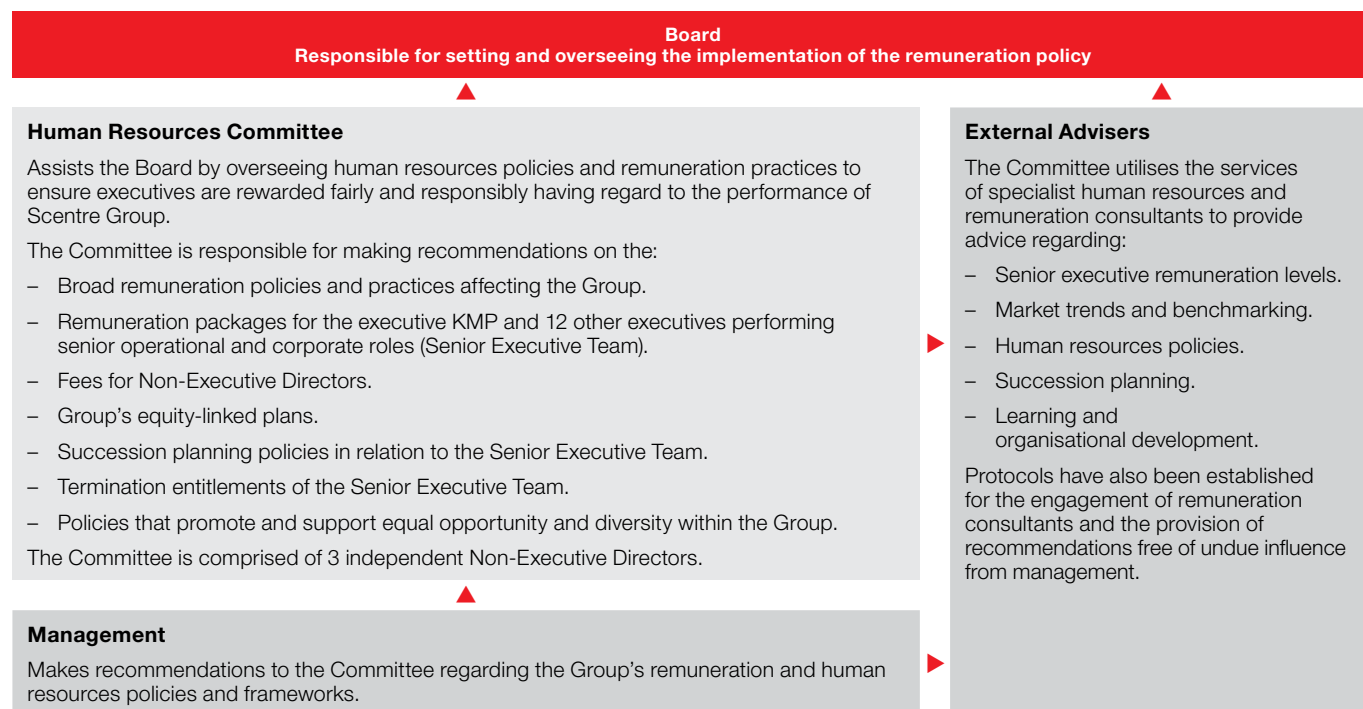 Board
Responsible for setting and overseeing the implementation of the remuneration policy
Human Resources Committee
Assists the Board by overseeing human resources policies and remuneration practices to
ensure executives are rewarded fairly and responsibly having regard to the performance of
Scentre Group.
The Committee is responsible for making recommendations on the:
– Broad remuneration policies and practices affecting the Group.
– Remuneration packages for the executive KMP and 12 other executives performing
senior operational and corporate roles (Senior Executive Team).
– Fees for Non-Executive Directors.
– Group's equity-linked plans.
– Succession planning policies in relation to the Senior Executive Team.
– Termination entitlements of the Senior Executive Team.
– Policies that promote and support equal opportunity and diversity within the Group.
The Committee is comprised of 3 independent Non-Executive Directors.
External Advisers
The Committee utilises the services
of specialist human resources and
remuneration consultants to provide
advice regarding:
– Senior executive remuneration levels.
– Market trends and benchmarking.
– Human resources policies.
– Succession planning.
– Learning and
organisational development.
Protocols have also been established
for the engagement of remuneration
consultants and the provision of
recommendations free of undue influence
from management.
Management
Makes recommendations to the Committee regarding the Group's remuneration and human
resources policies and frameworks.